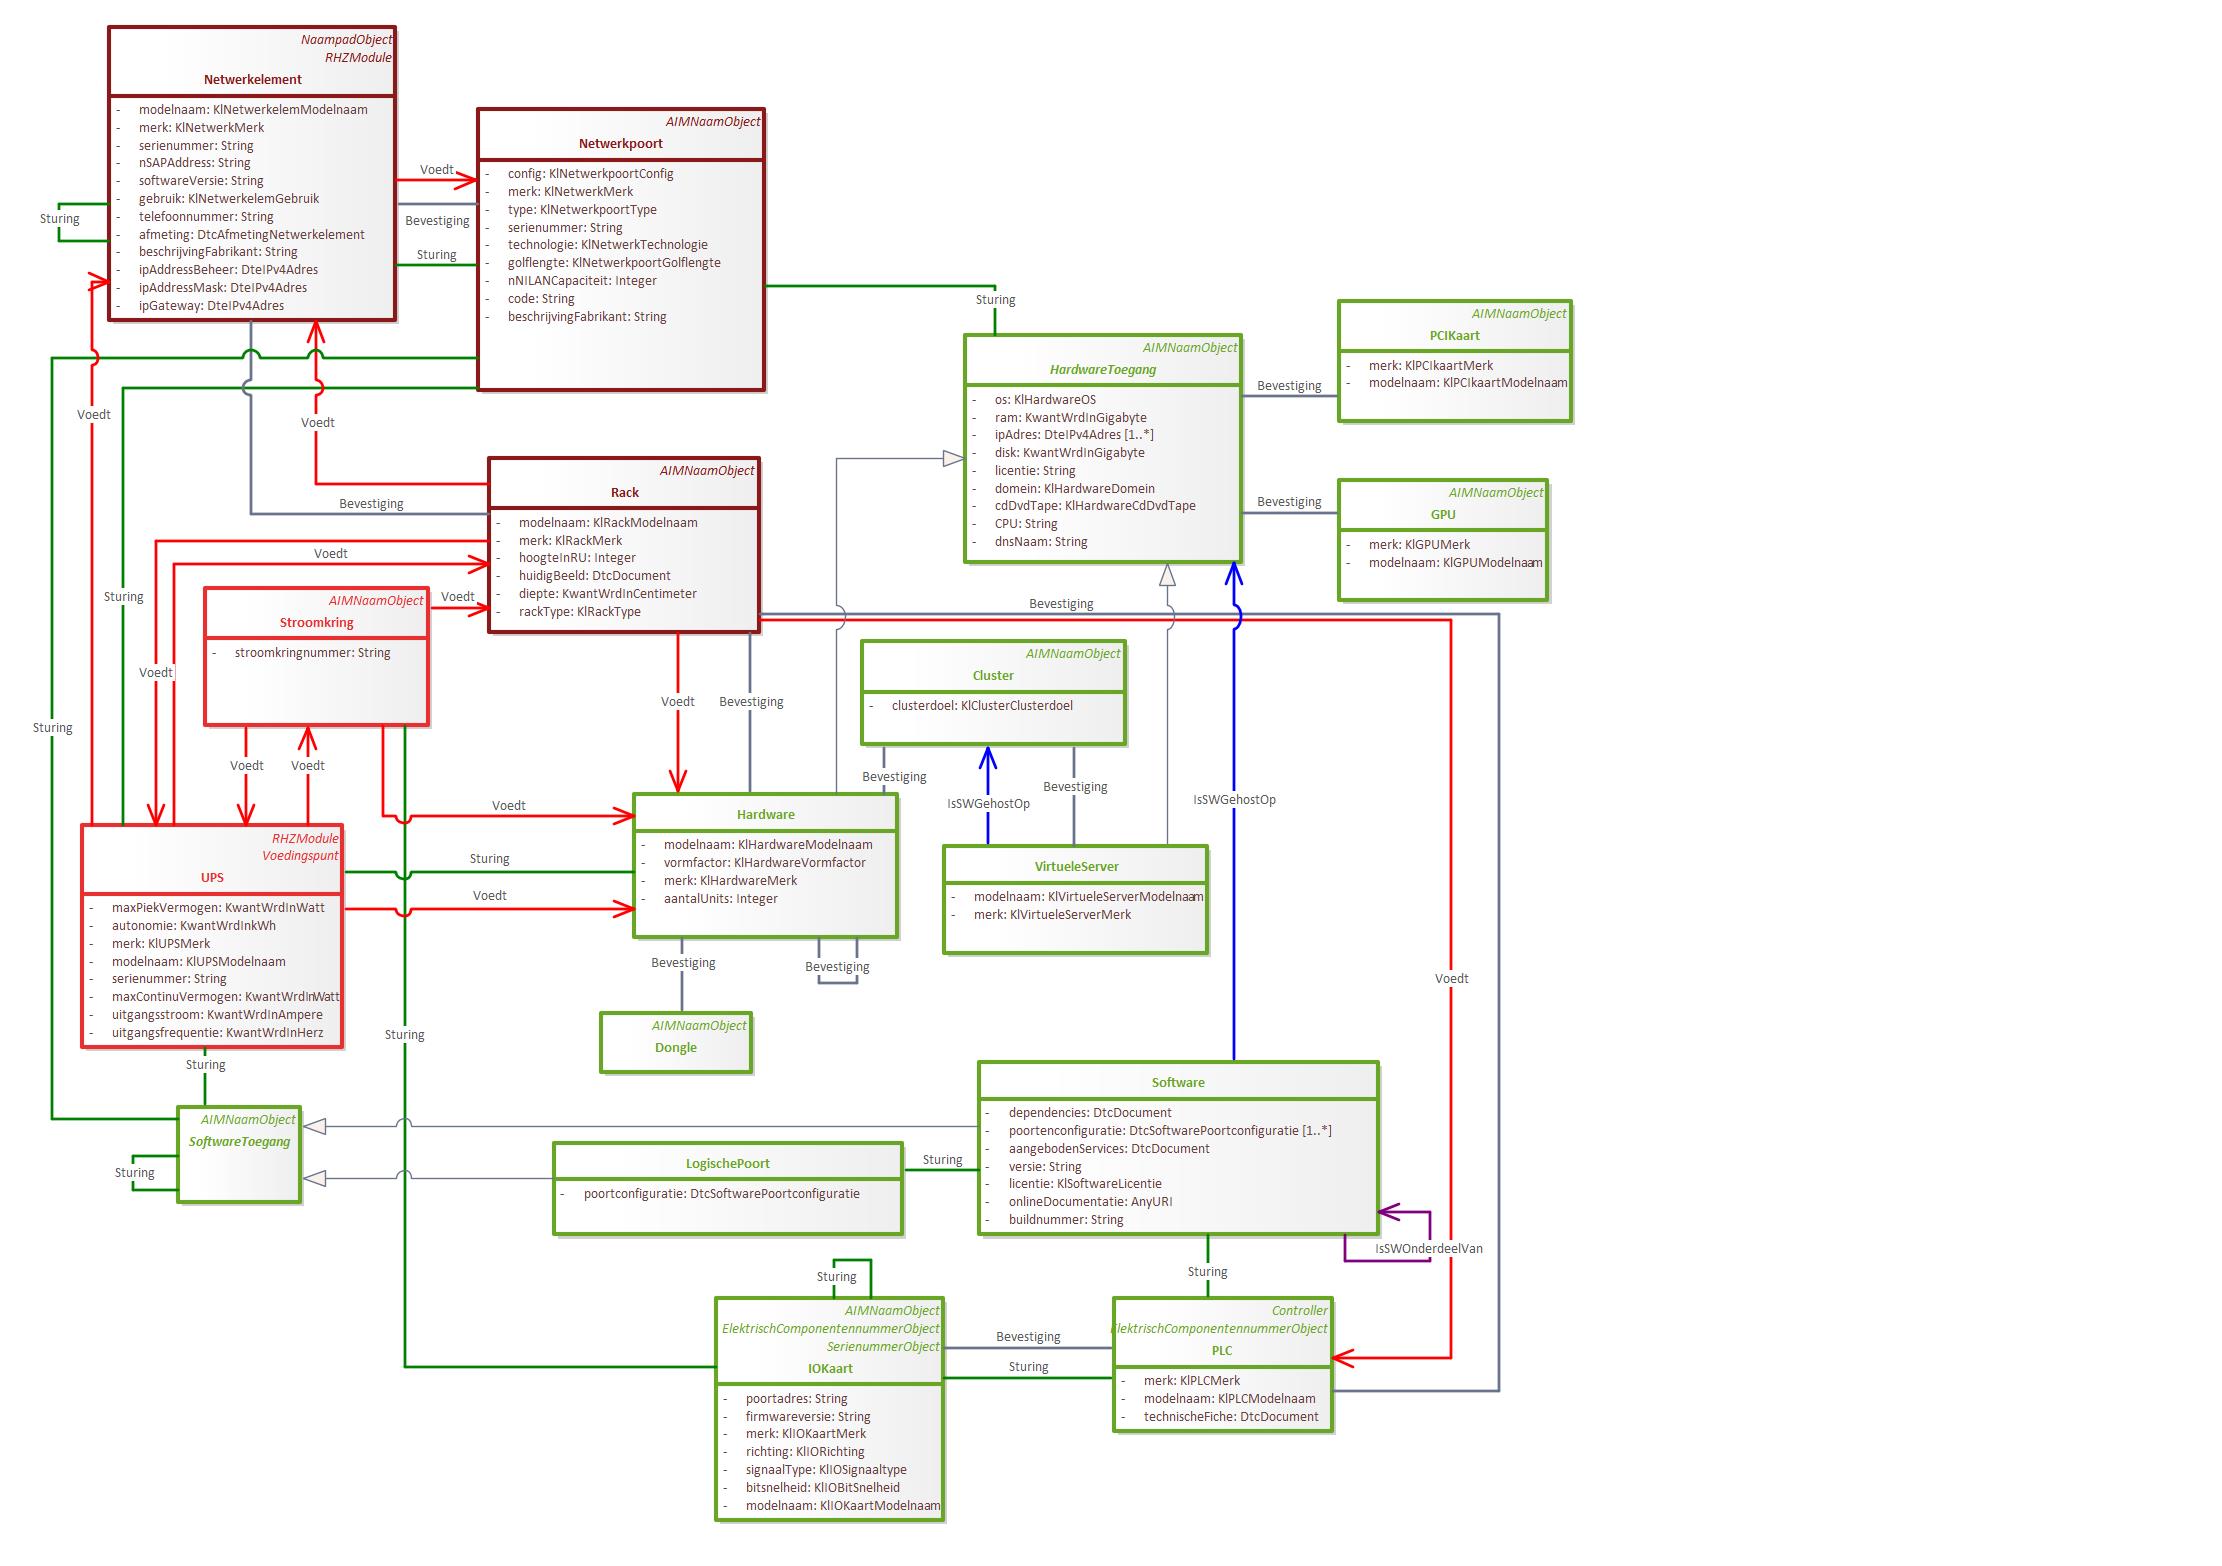 NaampadObject
RHZModule
Netwerkelement
- modelnaam: KlNetwerkelemModelnaam
- merk: KlNetwerkMerk
- serienummer: String
- nSAPAddress: String
- softwareVersie: String
- gebruik: KlNetwerkelemGebruik
- telefoonnummer: String
- afmeting: DtcAfmetingNetwerkelement
- beschrijvingFabrikant: String
- ipAddressBeheer: DteIPv4Adres
- ipAddressMask: DteIPv4Adres
- ipGateway: DteIPv4Adres
Sturing
Voedt
Bevestiging
Sturing
AIMNaamObject
Netwerkpoort
- config: KlNetwerkpoortConfig
- merk: KlNetwerkMerk
- type: KlNetwerkpoortType
- serienummer: String
- technologie: KlNetwerkTechnologie
- golflengte: KlNetwerkpoortGolflengte
- nNILANCapaciteit: Integer
- code: String
- beschrijvingFabrikant: String
Sturing
AIMNaamObject
HardwareToegang
- os: KlHardwareOS
- ram: KwantWrdInGigabyte
- ipAdres: DteIPv4Adres [1..*]
- disk: KwantWrdInGigabyte
- licentie: String
- domein: KlHardwareDomein
- cdDvdTape: KlHardwareCdDvdTape
- CPU: String
- dnsNaam: String
Bevestiging
AIMNaamObject
PCIKaart
- merk: KlPCIkaartMerk
- modelnaam: KlPCIkaartModelnaam
Bevestiging
AIMNaamObject
GPU
- merk: KlGPUMerk
- modelnaam: KlGPUModelnaam
Voedt
Voedt
Bevestiging
AIMNaamObject
Rack
- modelnaam: KlRackModelnaam
- merk: KlRackMerk
- hoogteInRU: Integer
- huidigBeeld: DtcDocument
- diepte: KwantWrdInCentimeter
- rackType: KlRackType
Voedt
Voedt
Sturing
AIMNaamObject
Stroomkring
- stroomkringnummer: String
Bevestiging
Voedt
Sturing
Voedt
Voedt
Voedt
Bevestiging
AIMNaamObject
Cluster
- clusterdoel: KlClusterClusterdoel
Bevestiging
IsSWGehostOp
Bevestiging
IsSWGehostOp
Voedt
Hardware
- modelnaam: KlHardwareModelnaam
- vormfactor: KlHardwareVormfactor
- merk: KlHardwareMerk
- aantalUnits: Integer
Sturing
Voedt
VirtueleServer
- modelnaam: KlVirtueleServerModelnaam
- merk: KlVirtueleServerMerk
RHZModule
Voedingspunt
UPS
- maxPiekVermogen: KwantWrdInWatt
- autonomie: KwantWrdInkWh
- merk: KlUPSMerk
- modelnaam: KlUPSModelnaam
- serienummer: String
- maxContinuVermogen: KwantWrdInWatt
- uitgangsstroom: KwantWrdInAmpere
- uitgangsfrequentie: KwantWrdInHerz
Bevestiging
Bevestiging
Voedt
Sturing
Sturing
AIMNaamObject
Dongle
AIMNaamObject
SoftwareToegang
Sturing
Software
- dependencies: DtcDocument
- poortenconfiguratie: DtcSoftwarePoortconfiguratie [1..*]
- aangebodenServices: DtcDocument
- versie: String
- licentie: KlSoftwareLicentie
- onlineDocumentatie: AnyURI
- buildnummer: String
LogischePoort
- poortconfiguratie: DtcSoftwarePoortconfiguratie
Sturing
IsSWOnderdeelVan
Sturing
Sturing
AIMNaamObject
ElektrischComponentennummerObject
SerienummerObject
IOKaart
- poortadres: String
- firmwareversie: String
- merk: KlIOKaartMerk
- richting: KlIORichting
- signaalType: KlIOSignaaltype
- bitsnelheid: KlIOBitSnelheid
- modelnaam: KlIOKaartModelnaam
Bevestiging
Sturing
Controller
ElektrischComponentennummerObject
PLC
- merk: KlPLCMerk
- modelnaam: KlPLCModelnaam
- technischeFiche: DtcDocument